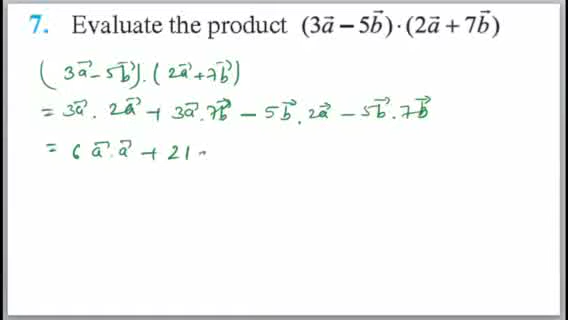 7. Evaluate the product (3a⃗ − 5b⃗) · (2a⃗ + 7b⃗)
(3a⃗ − 5b⃗) . (2a⃗ + 7b⃗)
= 3a⃗ . 2a⃗ + 3a⃗ . 7b⃗ − 5b⃗ . 2a⃗ − 5b⃗ . 7b⃗
= 6 a⃗ . a⃗ + 21